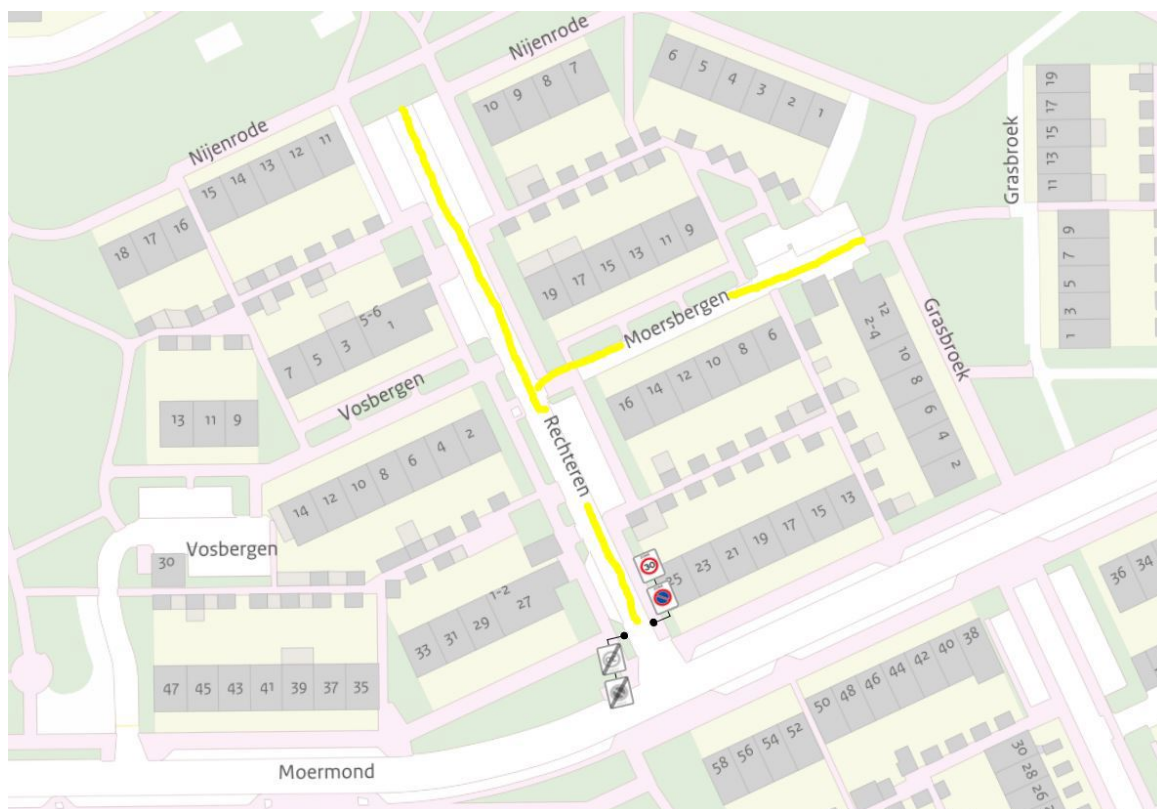 Nijenrode
6 5 4 3 2 1
10 9 8 7
19 17 15 13 11
Nijenrode
15 14 13 12 11
18 17 16
Grasbroek
9 7 5 3 1
19 17 15 13 11 9
Moersbergen
5-6
7 5 3 1
Grasbroek
12
2-4
10 8 6 4 2
16 14 12 10 8 6
Vosbergen
13 11 9
Rechteren
14 12 10 8 6 4 2
25 23 21 19 17 15 13
Vosbergen
30
30
1-2
33 31 29 27
36 34
47 45 43 41 39 37 35
50 48 46 44 42 40 38
58 56 54 52
Moermond
30 28 26